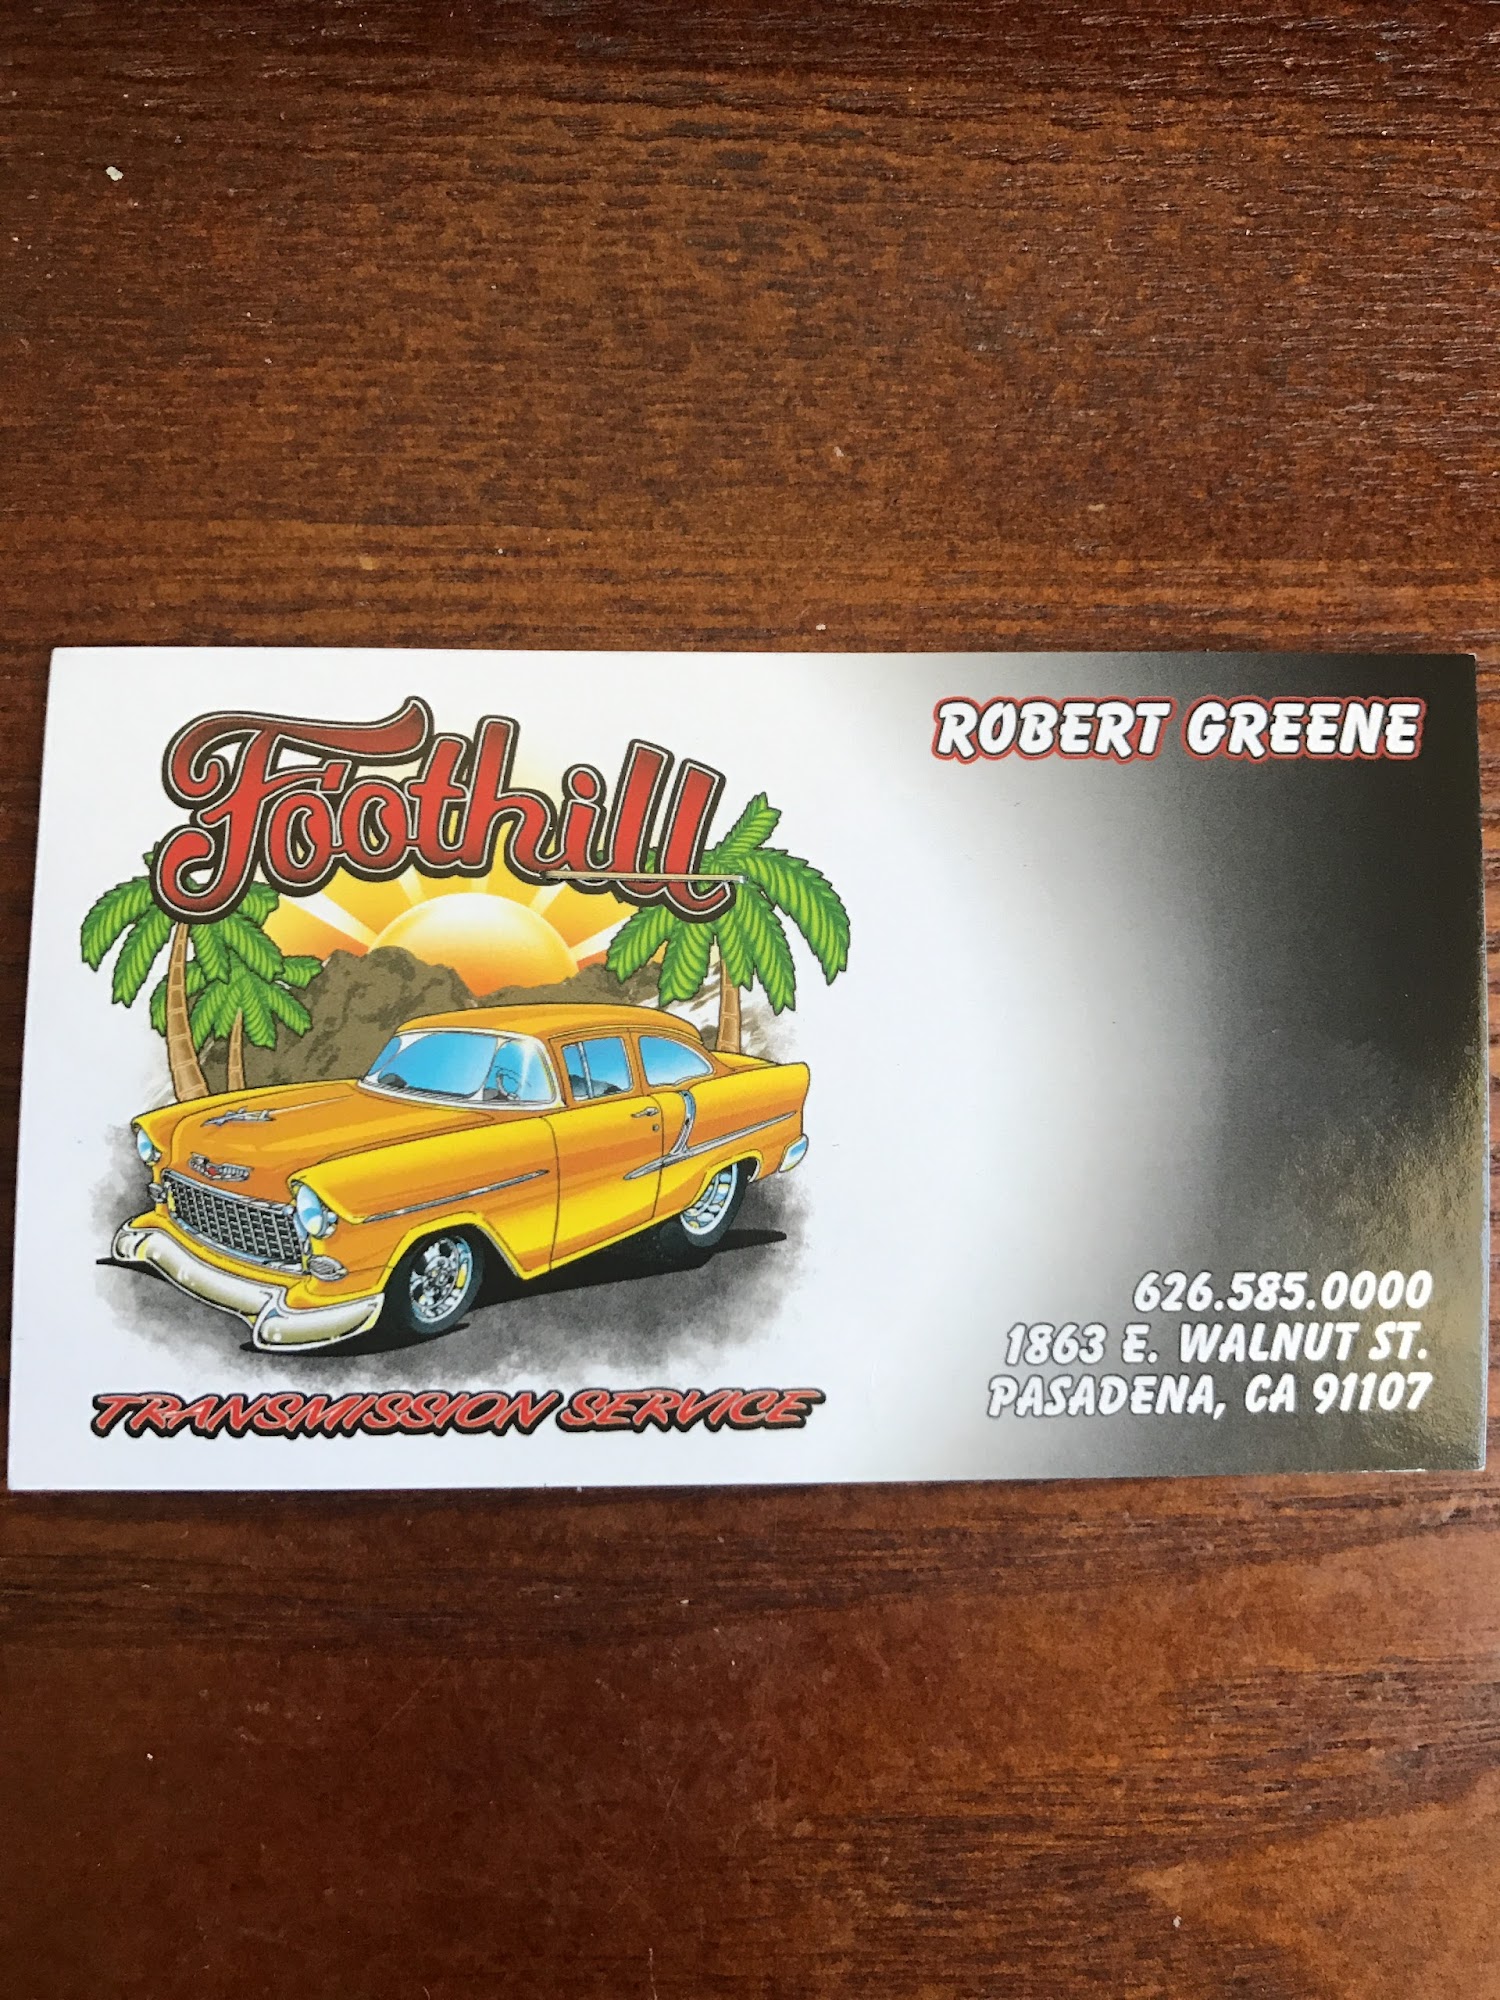 Foothill
TRANSMISSION SERVICE
ROBERT GREENE
626.585.0000
1863 E. WALNUT ST.
PASADENA, CA 91107